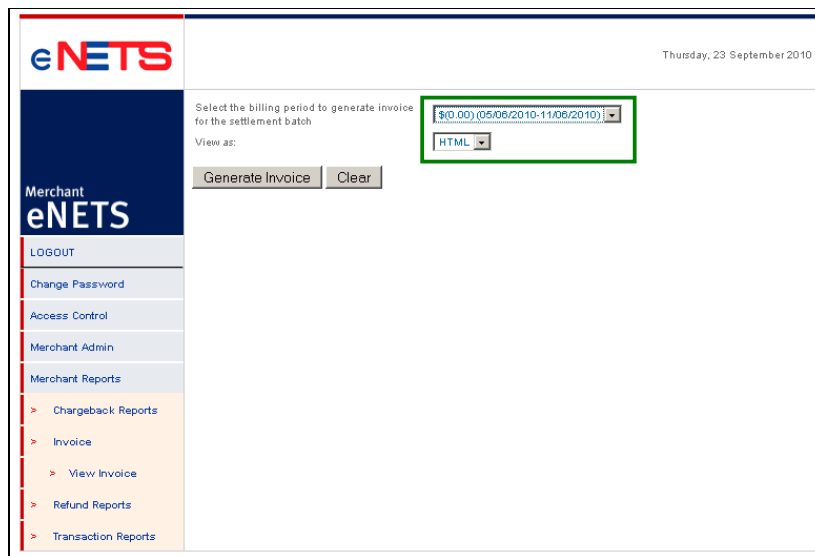 eNETS
Thursday, 23 September 2010
Select the billing period to generate invoice
for the settlement batch
$(0.00) (05/06/2010-11/06/2010)
View as:
HTML
Generate Invoice
Clear
Merchant
eNETS
LOGOUT
Change Password
Access Control
Merchant Admin
Merchant Reports
> Chargeback Reports
> Invoice
> View Invoice
> Refund Reports
> Transaction Reports